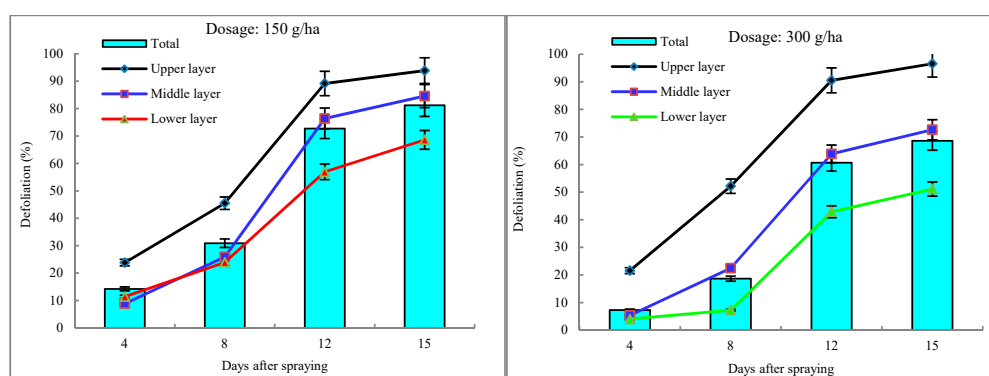 Dosage: 150 g/ha
Total
Upper layer
Middle layer
Lower layer
Defoliation (%)
100
90
80
70
60
50
40
30
20
10
0
4 8 12 15
Days after spraying
Dosage: 300 g/ha
Total
Upper layer
Middle layer
Lower layer
Defoliation (%)
100
90
80
70
60
50
40
30
20
10
0
4 8 12 15
Days after spraying